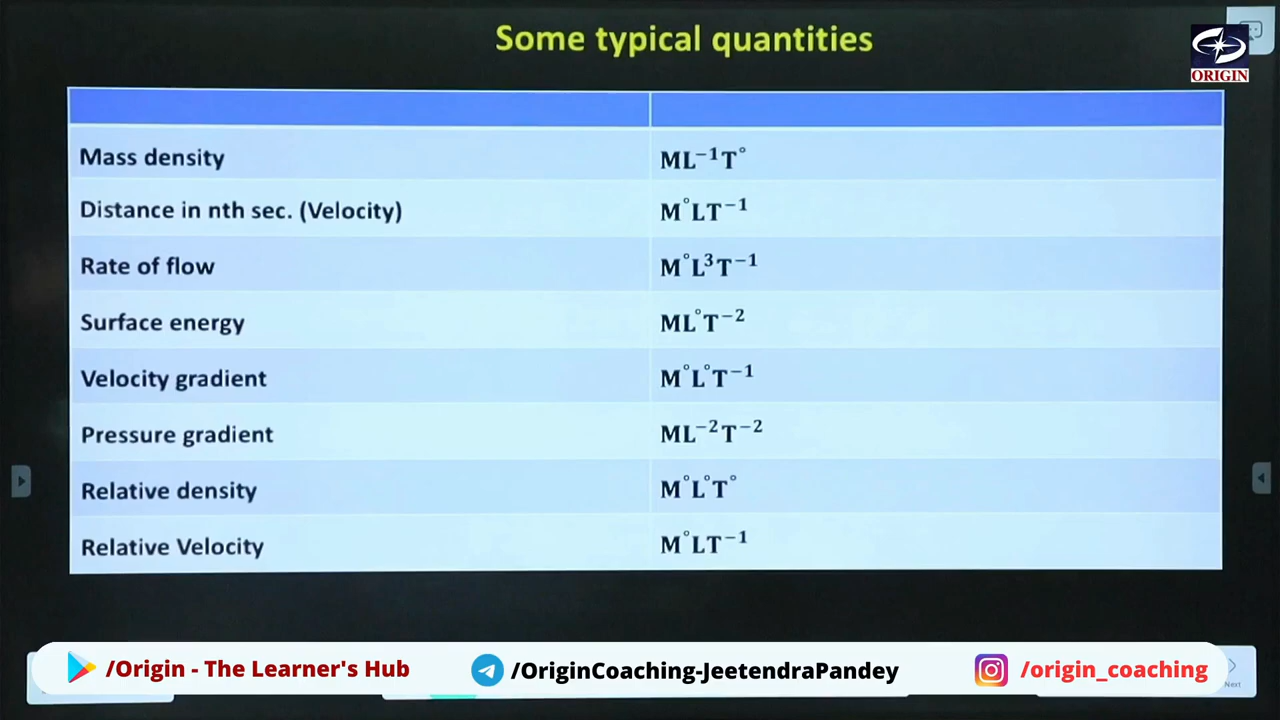 Some typical quantities
ORIGIN
Mass density ML⁻¹T°
Distance in nth sec. (Velocity) M°LT⁻¹
Rate of flow M°L³T⁻¹
Surface energy ML°T⁻²
Velocity gradient M°L°T⁻¹
Pressure gradient ML⁻²T⁻²
Relative density M°L°T°
Relative Velocity M°LT⁻¹
/Origin - The Learner's Hub /OriginCoaching-JeetendraPandey /origin_coaching
Next